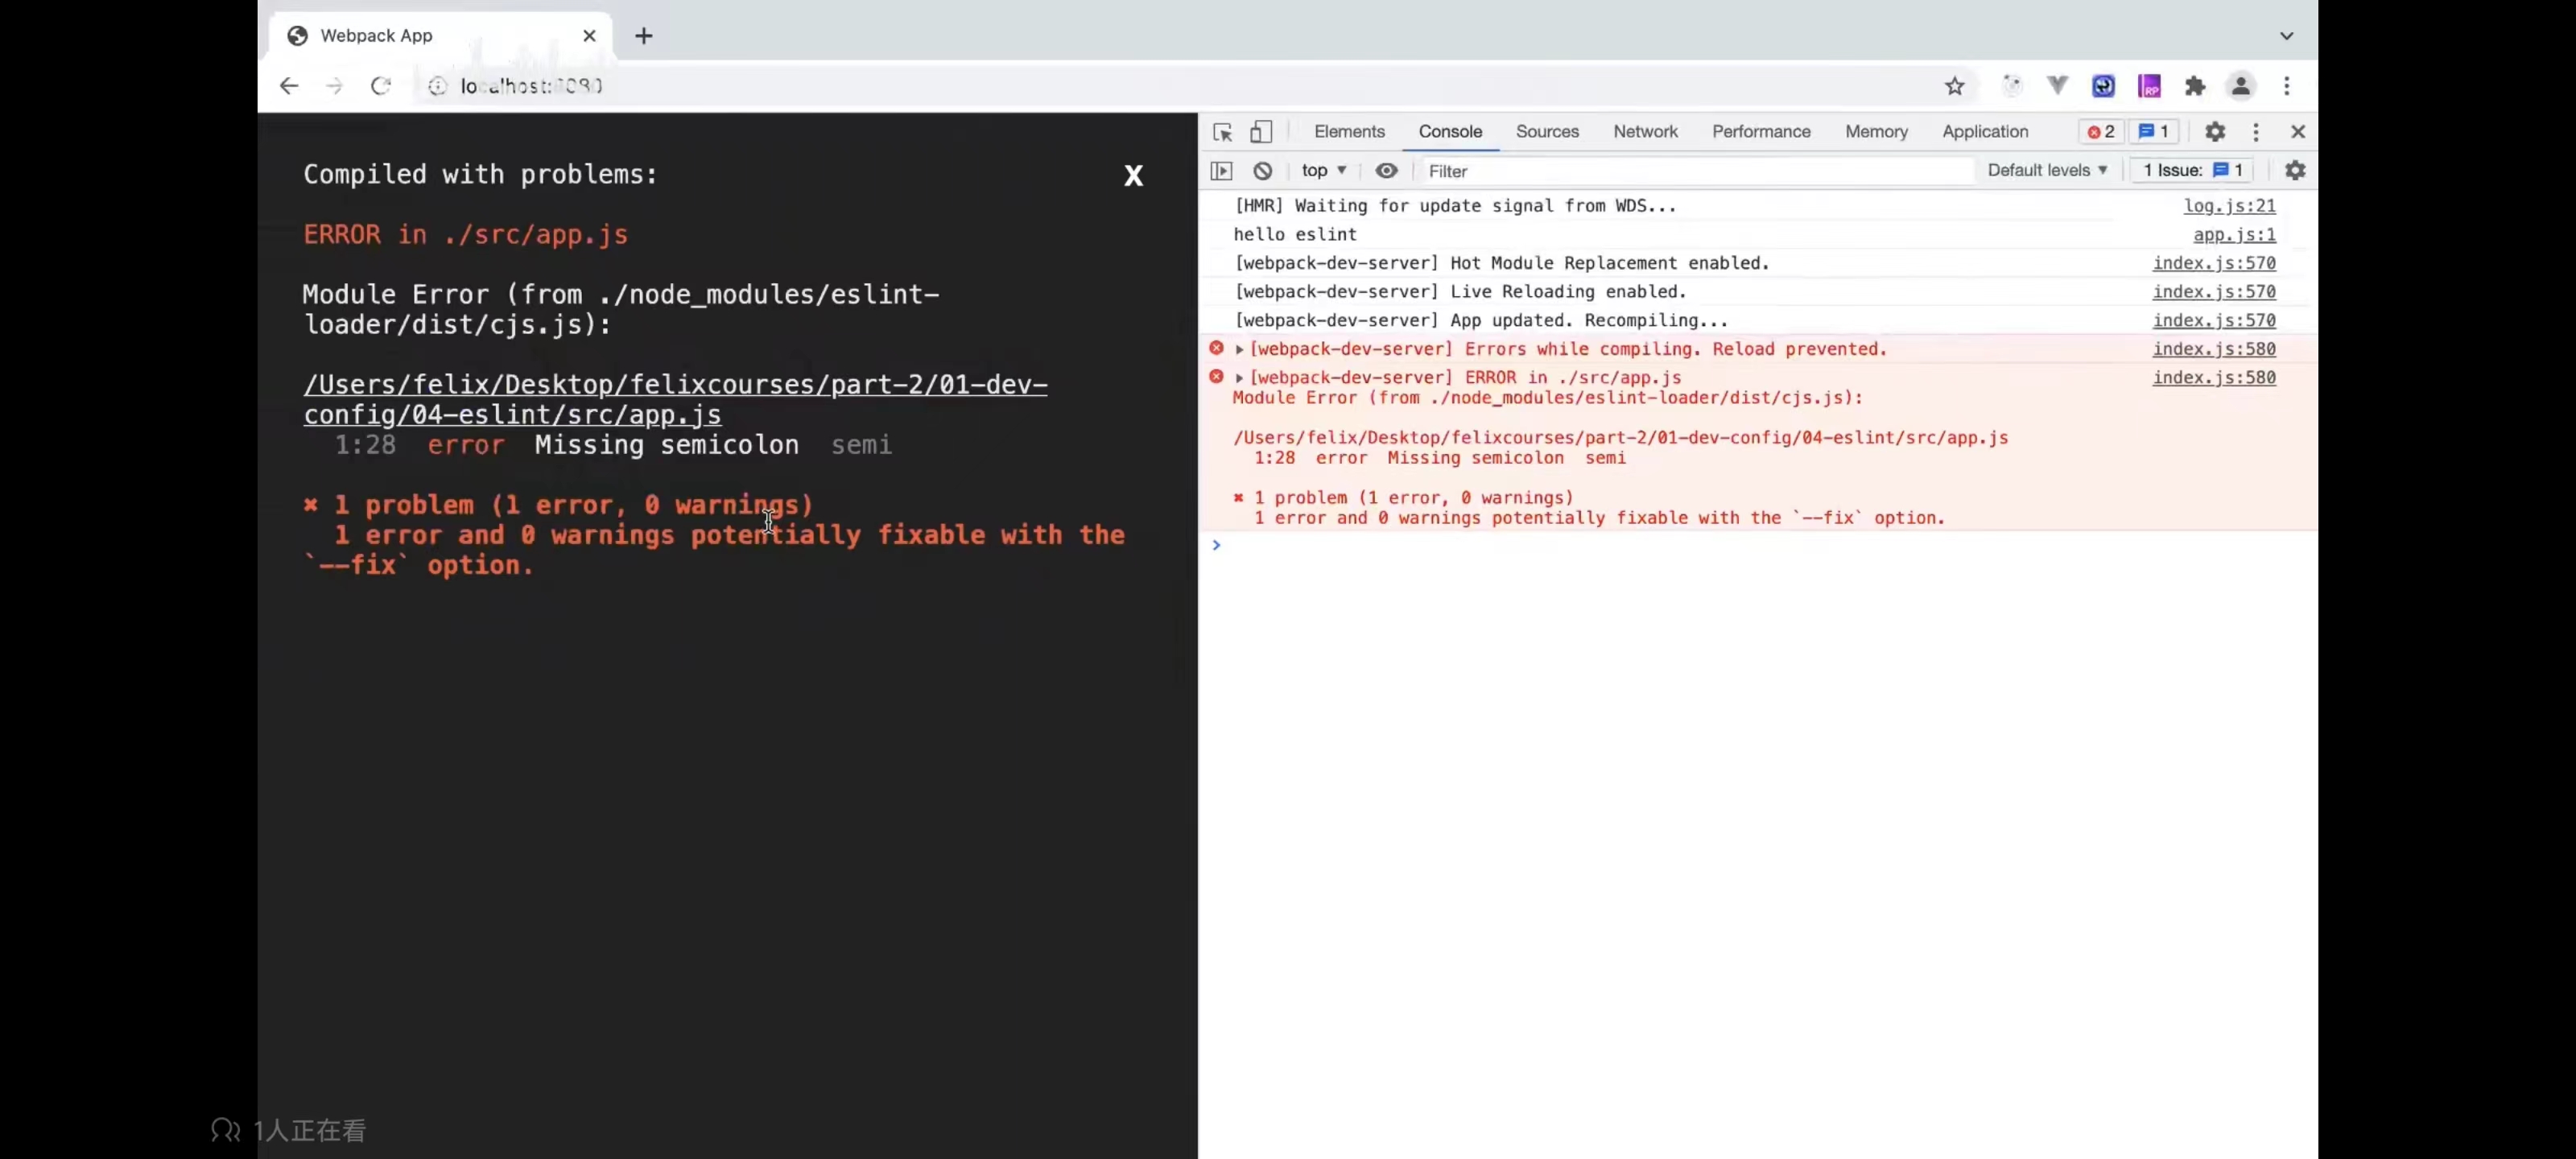 Webpack App
localhost:8080
Elements Console Sources Network Performance Memory Application 2 1
top Filter Default levels 1 Issue: 1
Compiled with problems: X
ERROR in ./src/app.js
Module Error (from ./node_modules/eslint-
loader/dist/cjs.js):
/Users/felix/Desktop/felixcourses/part-2/01-dev-
config/04-eslint/src/app.js
1:28 error Missing semicolon semi
✖ 1 problem (1 error, 0 warnings)
1 error and 0 warnings potentially fixable with the
`--fix` option.
[HMR] Waiting for update signal from WDS... log.js:21
hello eslint app.js:1
[webpack-dev-server] Hot Module Replacement enabled. index.js:570
[webpack-dev-server] Live Reloading enabled. index.js:570
[webpack-dev-server] App updated. Recompiling... index.js:570
[webpack-dev-server] Errors while compiling. Reload prevented. index.js:580
[webpack-dev-server] ERROR in ./src/app.js index.js:580
Module Error (from ./node_modules/eslint-loader/dist/cjs.js):
/Users/felix/Desktop/felixcourses/part-2/01-dev-config/04-eslint/src/app.js
1:28 error Missing semicolon semi
✖ 1 problem (1 error, 0 warnings)
1 error and 0 warnings potentially fixable with the `--fix` option.
1人正在看